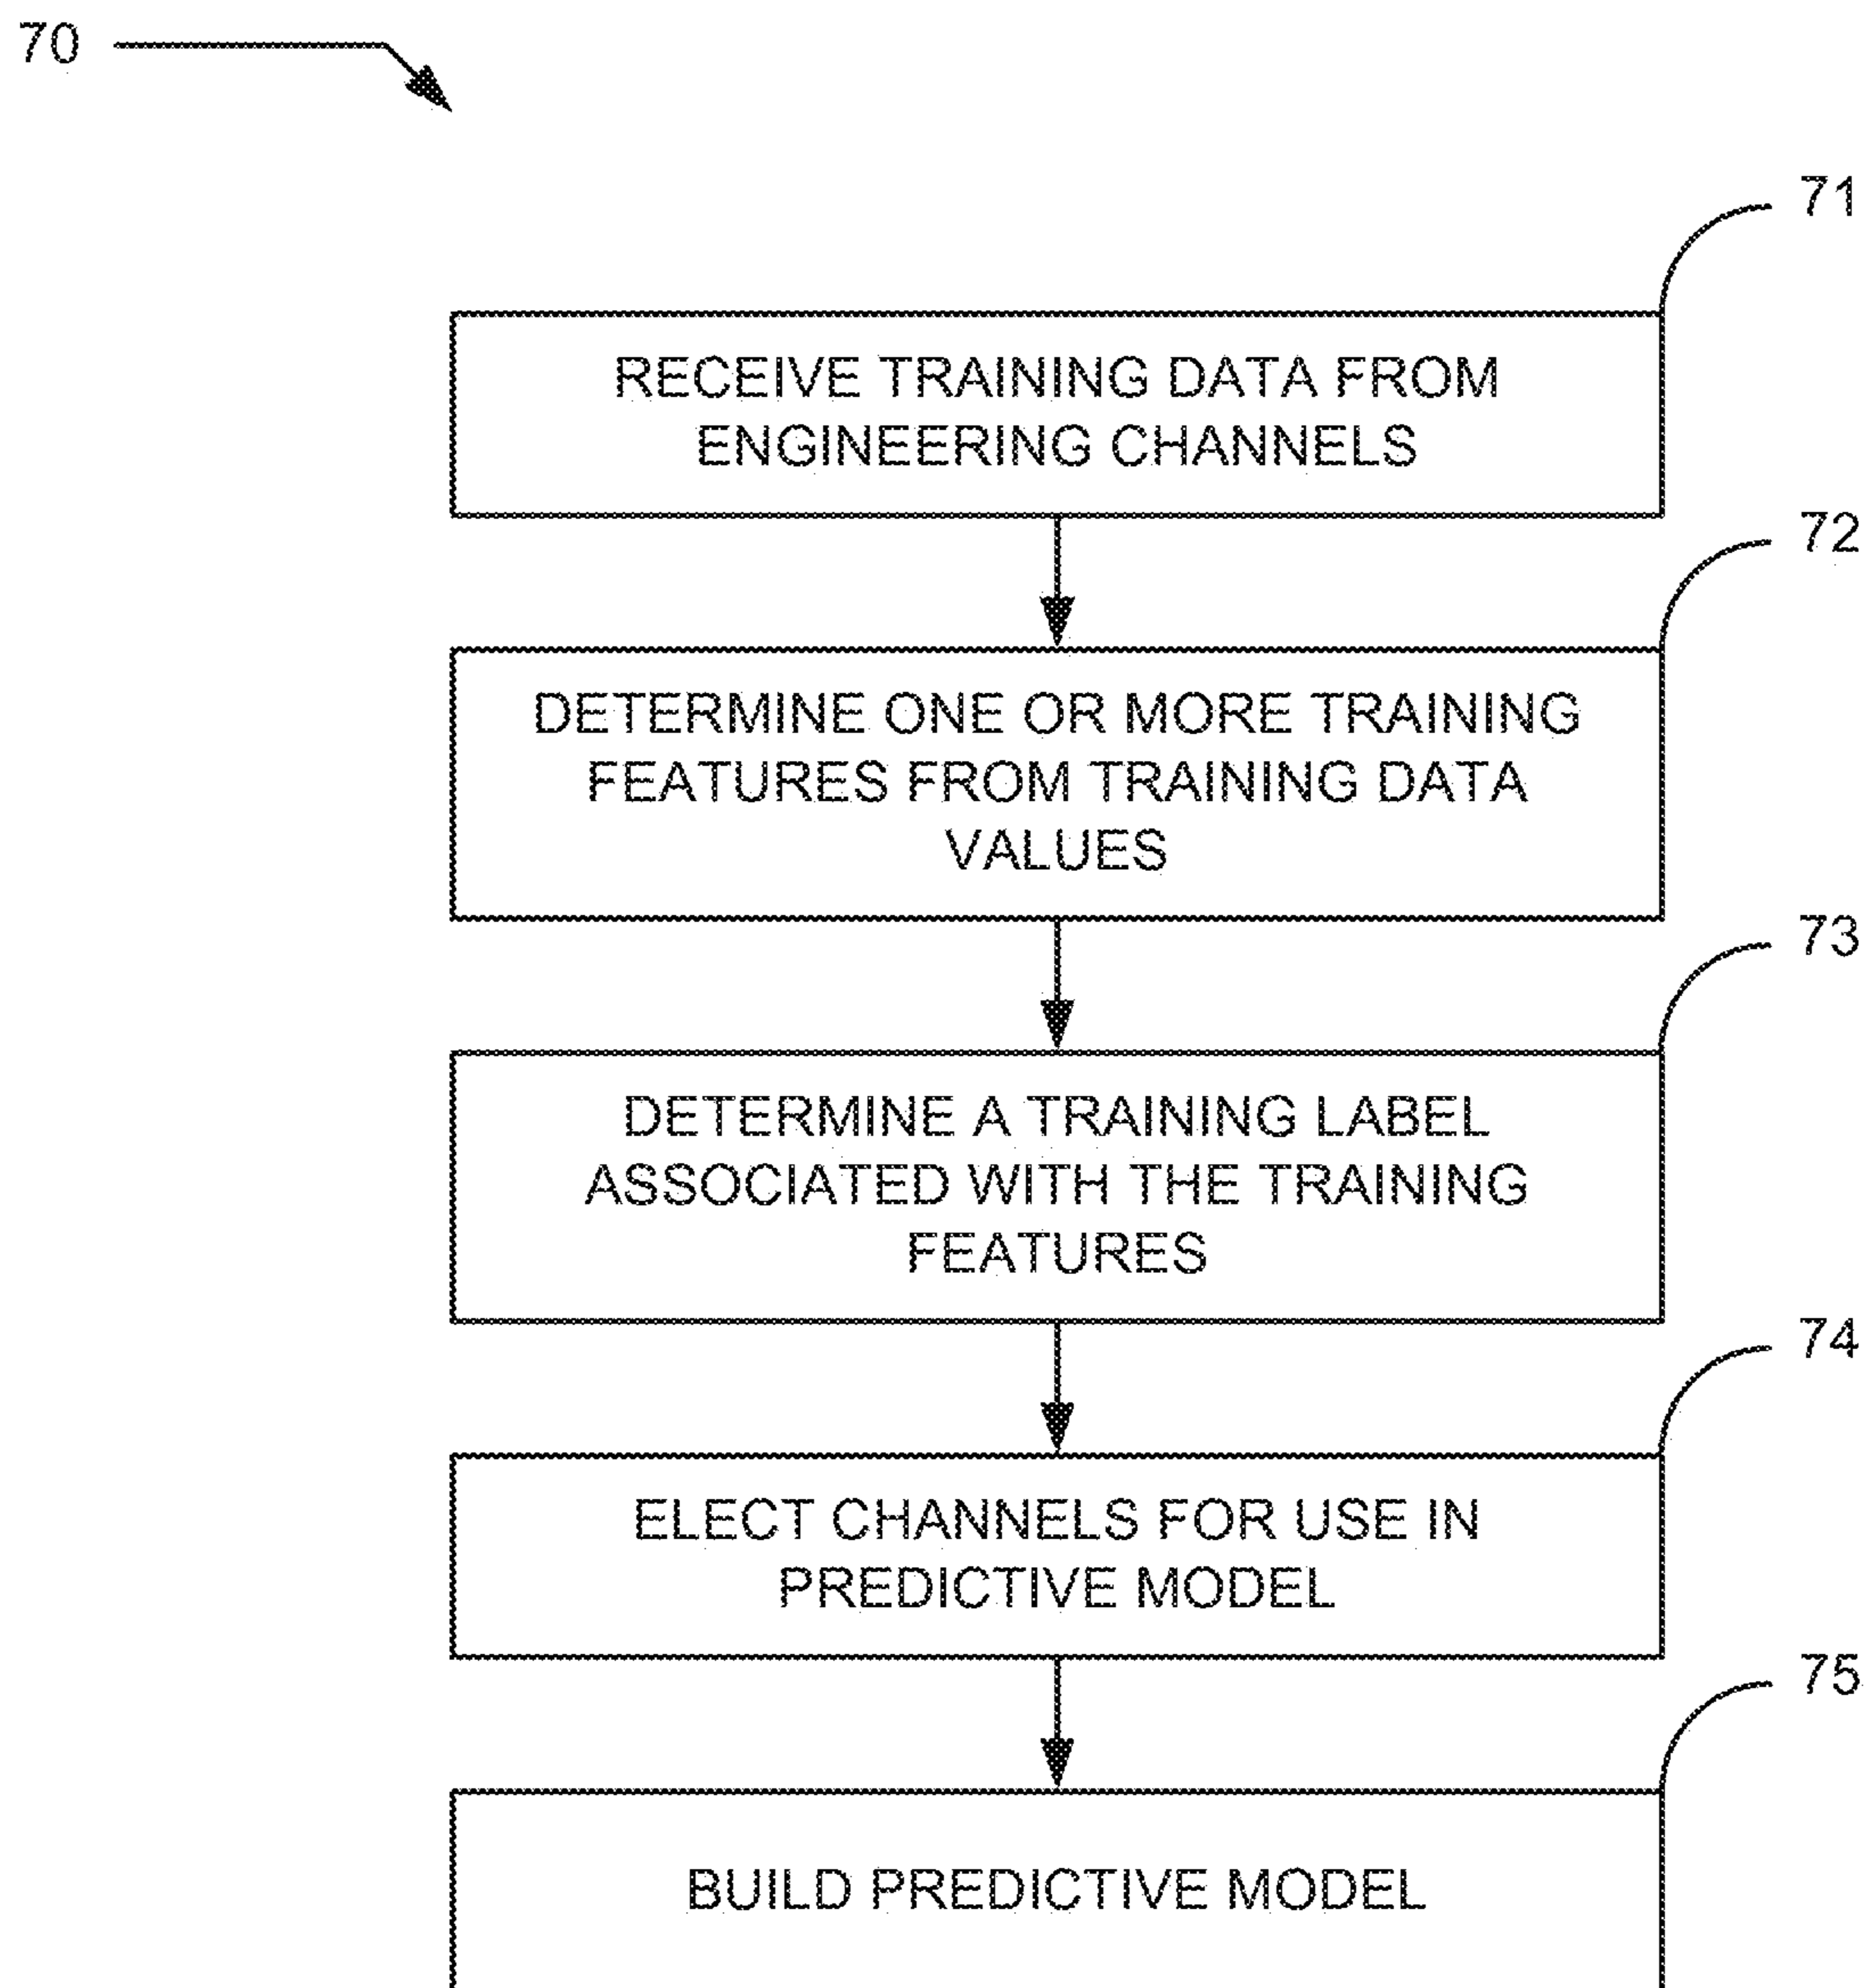 70
71
RECEIVE TRAINING DATA FROM
ENGINEERING CHANNELS
72
DETERMINE ONE OR MORE TRAINING
FEATURES FROM TRAINING DATA
VALUES
73
DETERMINE A TRAINING LABEL
ASSOCIATED WITH THE TRAINING
FEATURES
74
ELECT CHANNELS FOR USE IN
PREDICTIVE MODEL
75
BUILD PREDICTIVE MODEL